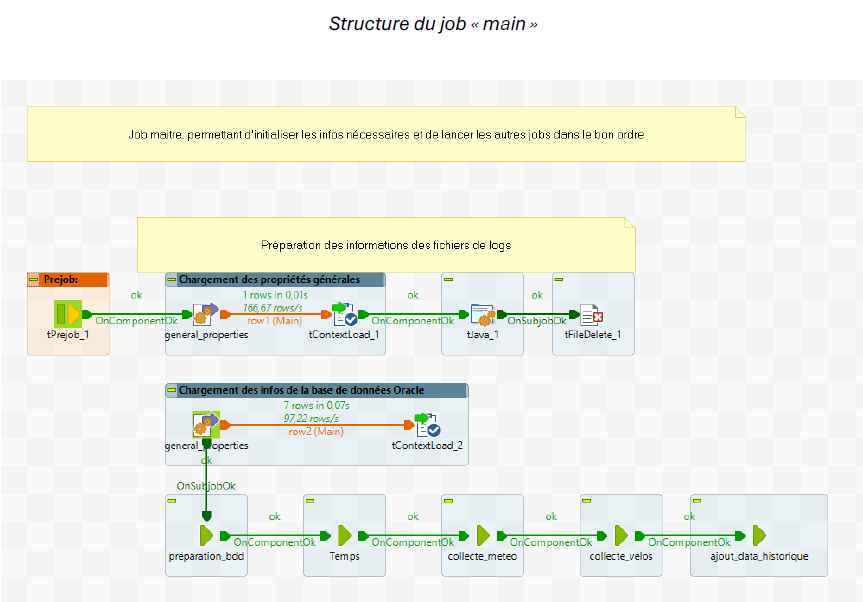 Structure du job « main »
Job maitre, permettant d'initialiser les infos nécessaires et de lancer les autres jobs dans le bon ordre
Préparation des informations des fichiers de logs
Prejob:
Chargement des propriétés générales
ok
1 rows in 0,01s
ok
ok
166,67 rows/s
OnComponentOk
row1 (Main)
OnComponentOk
OnSubjobOk
tPrejob_1
general_properties
tContextLoad_1
tJava_1
tFileDelete_1
Chargement des infos de la base de données Oracle
7 rows in 0,07s
97,22 rows/s
row2 (Main)
general_properties
tContextLoad_2
ok
OnSubjobOk
ok
ok
ok
ok
OnComponentOk
OnComponentOk
OnComponentOk
OnComponentOk
preparation_bdd
Temps
collecte_meteo
collecte_velos
ajout_data_historique